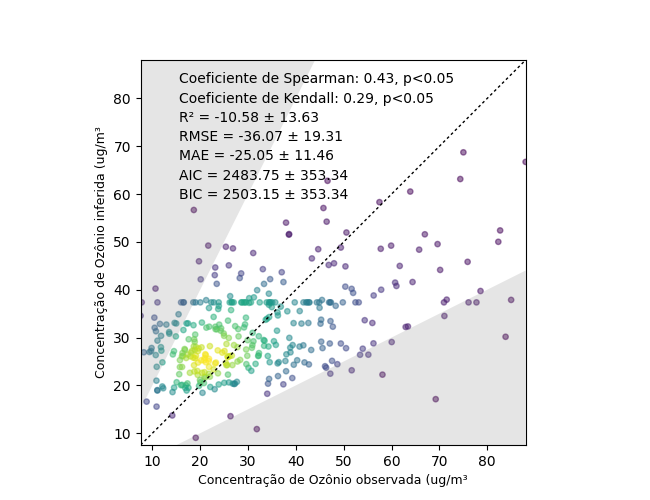 Coeficiente de Spearman: 0.43, p<0.05
Coeficiente de Kendall: 0.29, p<0.05
R² = -10.58 ± 13.63
RMSE = -36.07 ± 19.31
MAE = -25.05 ± 11.46
AIC = 2483.75 ± 353.34
BIC = 2503.15 ± 353.34
Concentração de Ozônio inferida (ug/m³
80
70
60
50
40
30
20
10
10 20 30 40 50 60 70 80
Concentração de Ozônio observada (ug/m³